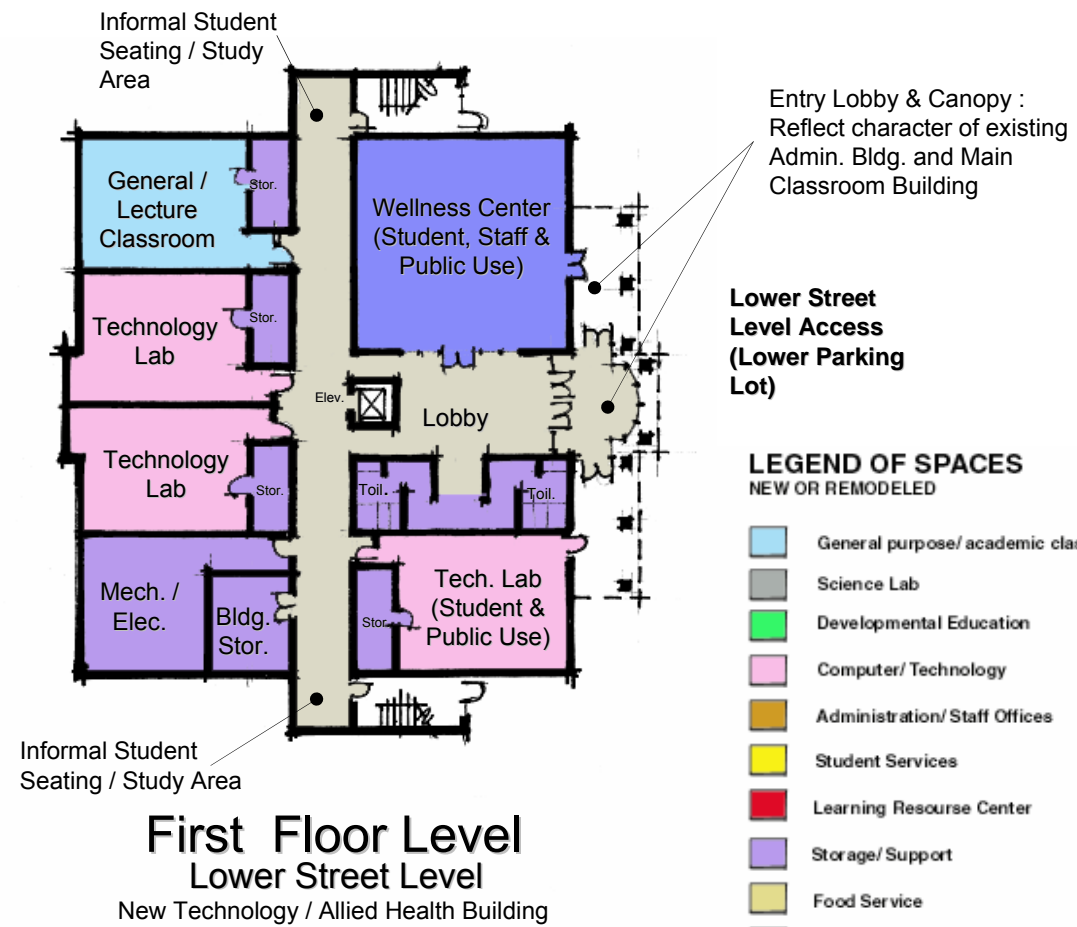 Informal Student
Seating / Study
Area
Entry Lobby & Canopy :
Reflect character of existing
Admin. Bldg. and Main
Classroom Building
General /
Lecture
Classroom
Stor.
Wellness Center
(Student, Staff &
Public Use)
Technology
Lab
Stor.
Lower Street
Level Access
(Lower Parking
Lot)
Elev.
Lobby
Technology
Lab
Stor.
Toil.
Toil.
Mech. /
Elec.
Bldg.
Stor.
Stor.
Tech. Lab
(Student &
Public Use)
Informal Student
Seating / Study Area
LEGEND OF SPACES
NEW OR REMODELED
General purpose/ academic clas
Science Lab
Developmental Education
Computer/ Technology
Administration/ Staff Offices
Student Services
Learning Resourse Center
Storage/ Support
Food Service
First Floor Level
Lower Street Level
New Technology / Allied Health Building